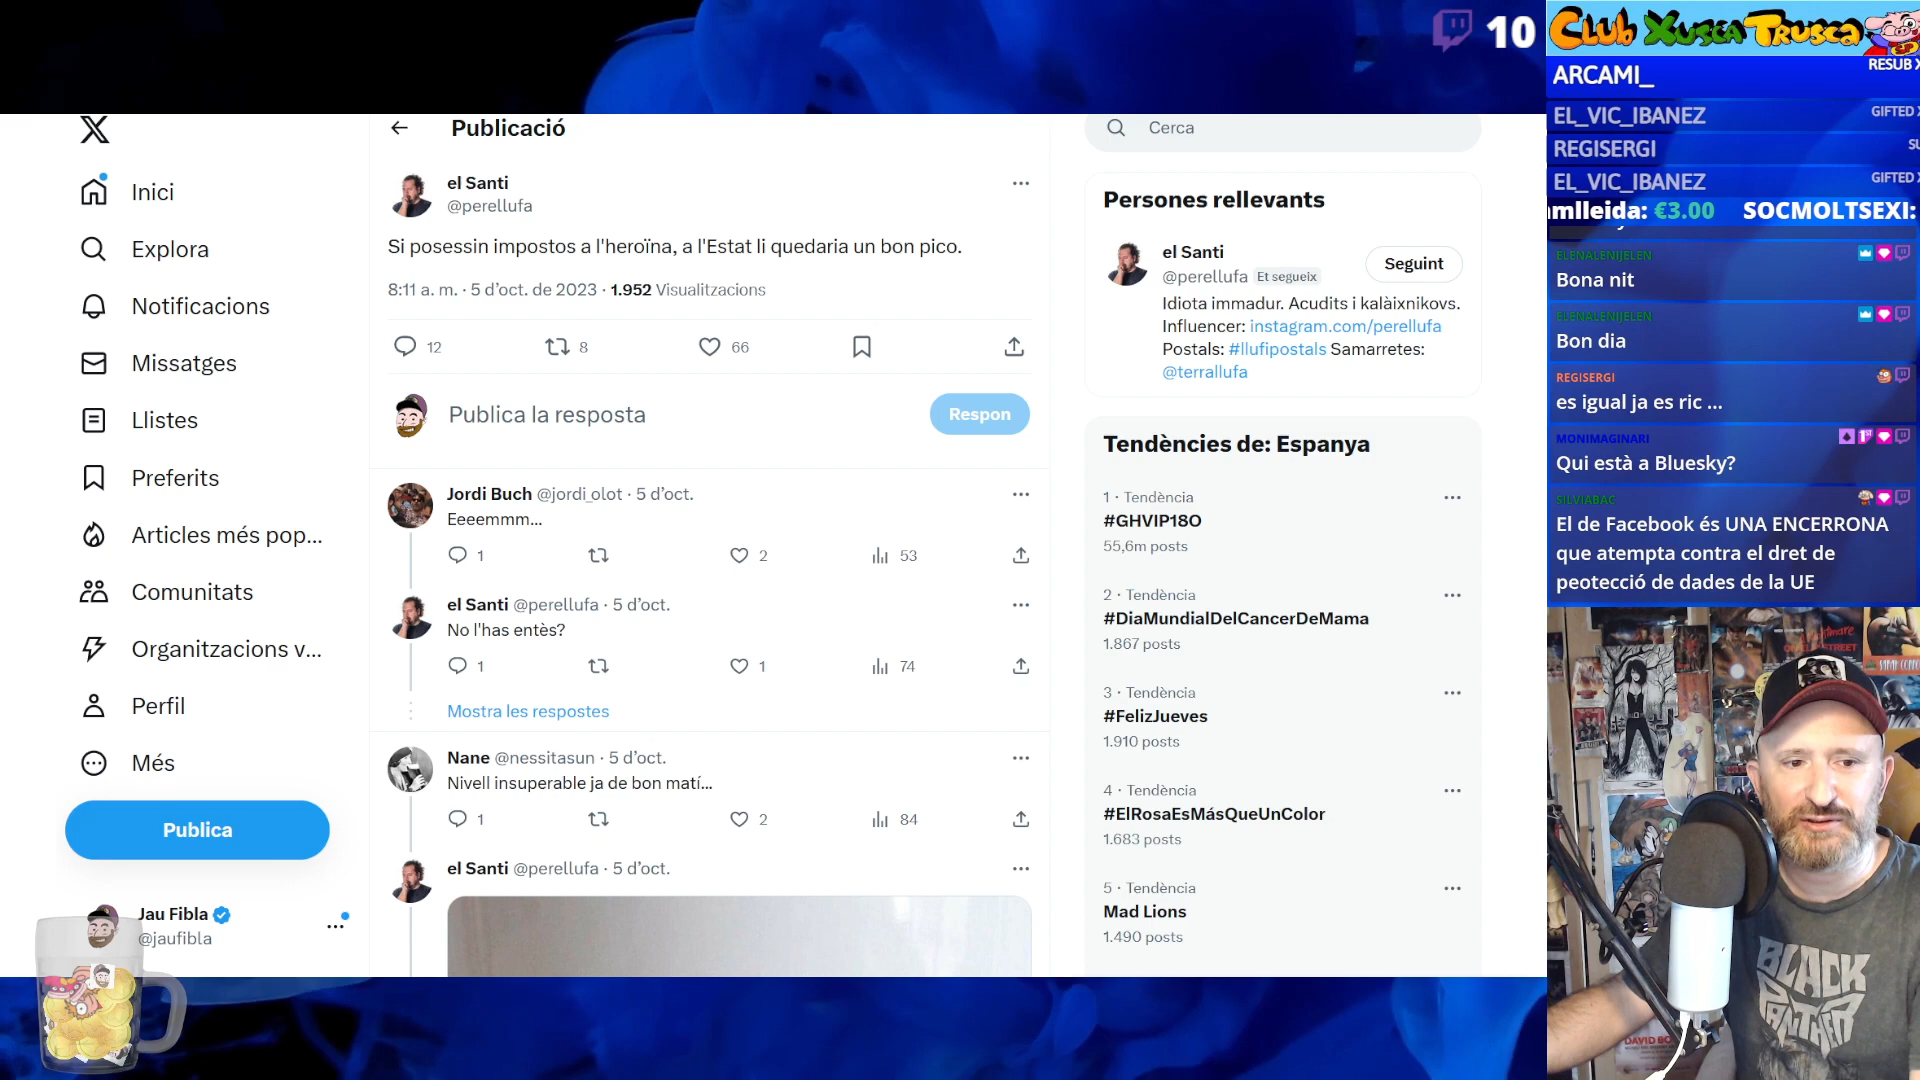 10
Publicació
Cerca
Inici
Explora
Notificacions
Missatges
Llistes
Preferits
Articles més pop...
Comunitats
Organitzacions v...
Perfil
Més
Publica
Jau Fibla
@jaufibla
el Santi
@perellufa
Si posessin impostos a l'heroïna, a l'Estat li quedaria un bon pico.
8:11 a. m. · 5 d’oct. de 2023 · 1.952 Visualitzacions
12 8 66
Publica la resposta
Respon
Jordi Buch @jordi_olot · 5 d’oct.
Eeeemmm...
1 2 53
el Santi @perellufa · 5 d’oct.
No l'has entès?
1 1 74
Mostra les respostes
Nane @nessitasun · 5 d’oct.
Nivell insuperable ja de bon matí...
1 2 84
el Santi @perellufa · 5 d’oct.
Persones rellevants
el Santi
@perellufa Et segueix
Seguint
Idiota immadur. Acudits i kalàixnikovs.
Influencer: instagram.com/perellufa
Postals: #llufipostals Samarretes:
@terrallufa
Tendències de: Espanya
1 · Tendència
#GHVIP18O
55,6m posts
2 · Tendència
#DiaMundialDelCancerDeMama
1.867 posts
3 · Tendència
#FelizJueves
1.910 posts
4 · Tendència
#ElRosaEsMásQueUnColor
1.683 posts
5 · Tendència
Mad Lions
1.490 posts
Club Xusca Trusca
RESUB X
ARCAMI_
EL_VIC_IBANEZ GIFTED X
REGISERGI SU
EL_VIC_IBANEZ GIFTED X
amlleida: €3.00 SOCMOLTSEXI:
ELENALENIJELEN
Bona nit
ELENALENIJELEN
Bon dia
REGISERGI
es igual ja es ric ...
MONIMAGINARI
Qui està a Bluesky?
SILVIABAC
El de Facebook és UNA ENCERRONA
que atempta contra el dret de
peotecció de dades de la UE
BLACK
PANTHER
DAVID BO